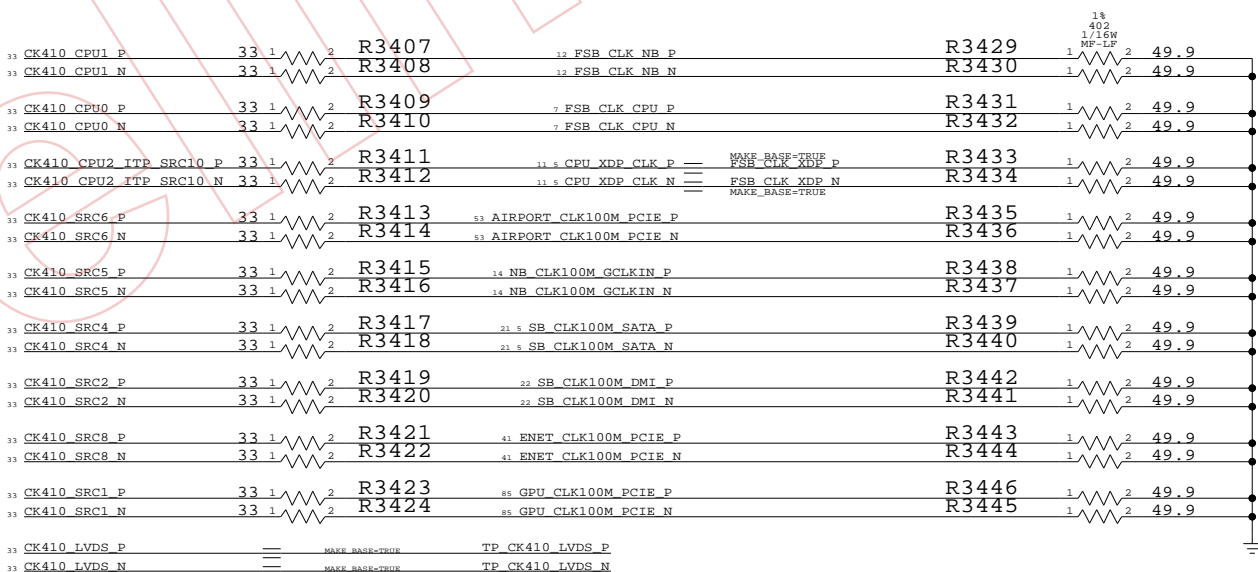 1%
402
1/16W
MF-LF
33 CK410_CPU1_P 33 1 2 R3407 12 FSB_CLK_NB_P R3429 1 2 49.9
33 CK410_CPU1_N 33 1 2 R3408 12 FSB_CLK_NB_N R3430 1 2 49.9
33 CK410_CPU0_P 33 1 2 R3409 7 FSB_CLK_CPU_P R3431 1 2 49.9
33 CK410_CPU0_N 33 1 2 R3410 7 FSB_CLK_CPU_N R3432 1 2 49.9
MAKE_BASE=TRUE
33 CK410_CPU2_ITP_SRC10_P 33 1 2 R3411 11 5 CPU_XDP_CLK_P FSB_CLK_XDP_P R3433 1 2 49.9
33 CK410_CPU2_ITP_SRC10_N 33 1 2 R3412 11 5 CPU_XDP_CLK_N FSB_CLK_XDP_N R3434 1 2 49.9
MAKE_BASE=TRUE
33 CK410_SRC6_P 33 1 2 R3413 53 AIRPORT_CLK100M_PCIE_P R3435 1 2 49.9
33 CK410_SRC6_N 33 1 2 R3414 53 AIRPORT_CLK100M_PCIE_N R3436 1 2 49.9
33 CK410_SRC5_P 33 1 2 R3415 14 NB_CLK100M_GCLKIN_P R3438 1 2 49.9
33 CK410_SRC5_N 33 1 2 R3416 14 NB_CLK100M_GCLKIN_N R3437 1 2 49.9
33 CK410_SRC4_P 33 1 2 R3417 21 5 SB_CLK100M_SATA_P R3439 1 2 49.9
33 CK410_SRC4_N 33 1 2 R3418 21 5 SB_CLK100M_SATA_N R3440 1 2 49.9
33 CK410_SRC2_P 33 1 2 R3419 22 SB_CLK100M_DMI_P R3442 1 2 49.9
33 CK410_SRC2_N 33 1 2 R3420 22 SB_CLK100M_DMI_N R3441 1 2 49.9
33 CK410_SRC8_P 33 1 2 R3421 41 ENET_CLK100M_PCIE_P R3443 1 2 49.9
33 CK410_SRC8_N 33 1 2 R3422 41 ENET_CLK100M_PCIE_N R3444 1 2 49.9
33 CK410_SRC1_P 33 1 2 R3423 85 GPU_CLK100M_PCIE_P R3446 1 2 49.9
33 CK410_SRC1_N 33 1 2 R3424 85 GPU_CLK100M_PCIE_N R3445 1 2 49.9
33 CK410_LVDS_P MAKE_BASE=TRUE TP_CK410_LVDS_P
33 CK410_LVDS_N MAKE_BASE=TRUE TP_CK410_LVDS_N